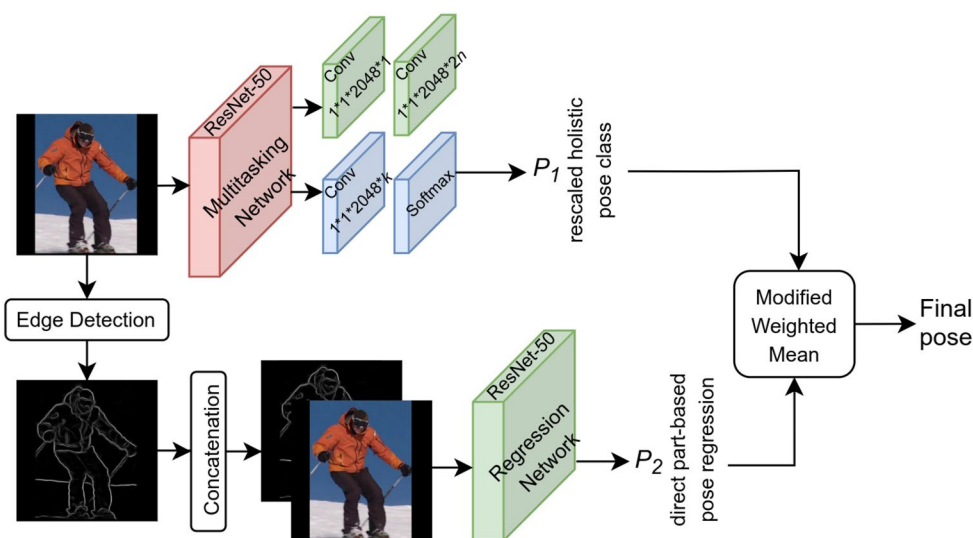 ResNet-50
Multitasking
Network
Conv
1*1*2048*1
Conv
1*1*2048*2n
Conv
1*1*2048*k
Softmax
P1
rescaled holistic
pose class
Edge Detection
Concatenation
ResNet-50
Regression
Network
P2
direct part-based
pose regression
Modified
Weighted
Mean
Final
pose